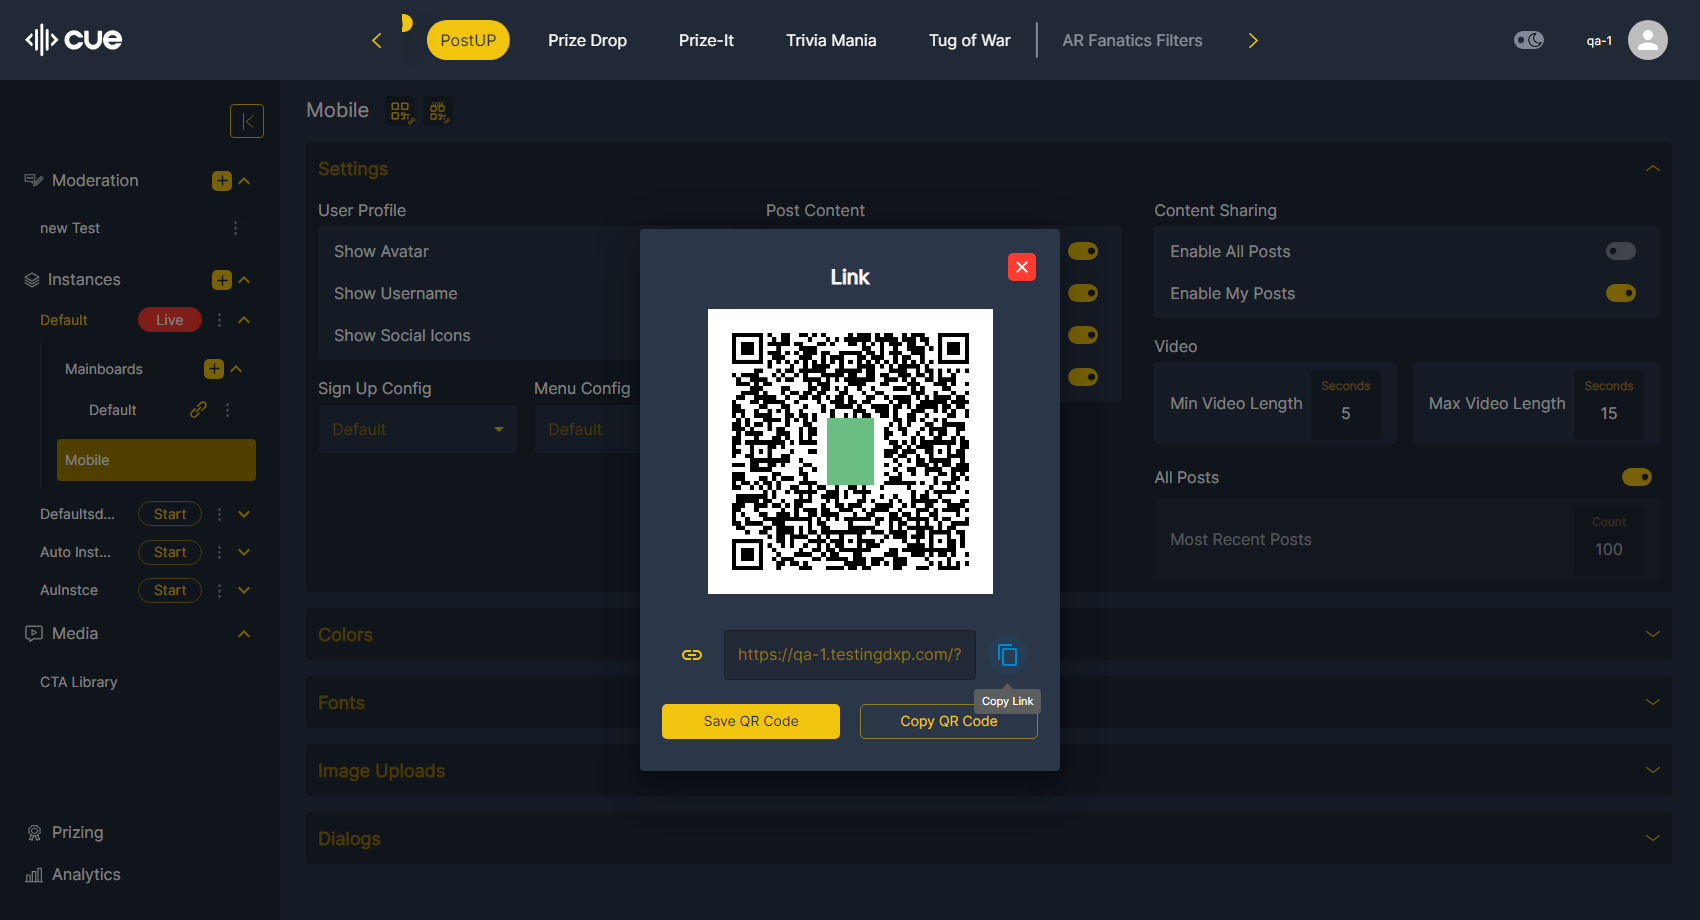 cue
PostUP
Prize Drop
Prize-It
Trivia Mania
Tug of War
AR Fanatics Filters
qa-1
Moderation
new Test
Instances
Default
Live
Mainboards
Default
Mobile
Defaultsd...
Start
Auto Inst...
Start
AuInstce
Start
Media
CTA Library
Prizing
Analytics
Mobile
Settings
User Profile
Show Avatar
Show Username
Show Social Icons
Sign Up Config
Default
Menu Config
Default
Post Content
Content Sharing
Enable All Posts
Enable My Posts
Video
Min Video Length
Seconds
5
Max Video Length
Seconds
15
All Posts
Most Recent Posts
Count
100
Colors
Fonts
Image Uploads
Dialogs
Link
https://qa-1.testingdxp.com/?
Copy Link
Save QR Code
Copy QR Code